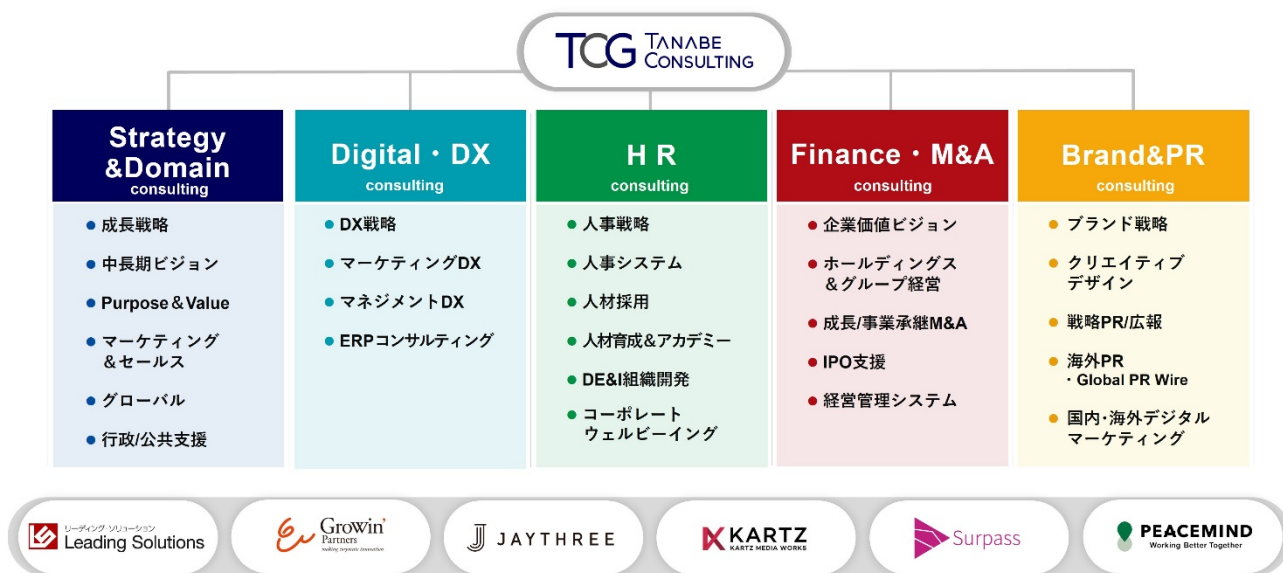 TCG TANABE
CONSULTING
Strategy
&Domain
consulting
成長戦略
中長期ビジョン
Purpose&Value
マーケティング
&セールス
グローバル
行政/公共支援
Digital・DX
consulting
DX戦略
マーケティングDX
マネジメントDX
ERPコンサルティング
HR
consulting
人事戦略
人事システム
人材採用
人材育成&アカデミー
DE&I組織開発
コーポレート
ウェルビーイング
Finance・M&A
consulting
企業価値ビジョン
ホールディングス
&グループ経営
成長/事業承継M&A
IPO支援
経営管理システム
Brand&PR
consulting
ブランド戦略
クリエイティブ
デザイン
戦略PR/広報
海外PR
・Global PR Wire
国内・海外デジタル
マーケティング
リーディング・ソリューション
Leading Solutions
GroWin'
Partners
making corporate innovation
JAYTHREE
KARTZ
KARTZ MEDIA WORKS
Surpass
PEACEMIND
Working Better Together